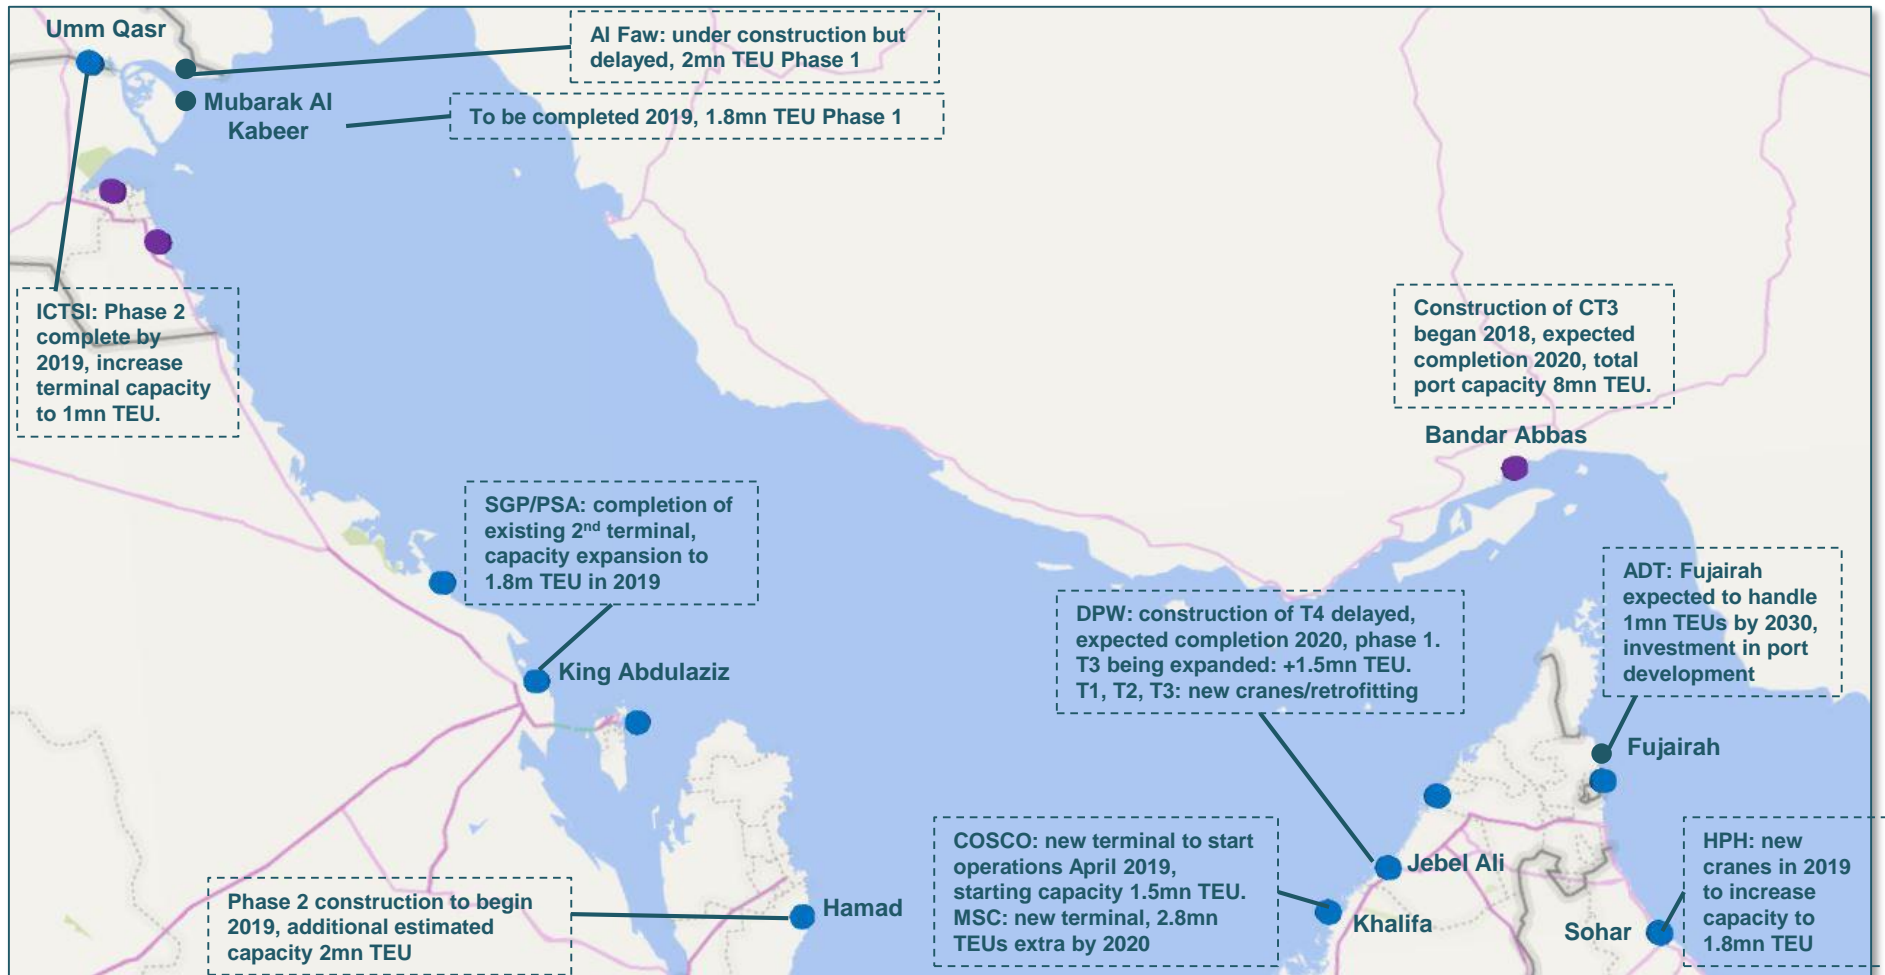 Umm Qasr
Al Faw: under construction but
delayed, 2mn TEU Phase 1
Mubarak Al
Kabeer
To be completed 2019, 1.8mn TEU Phase 1
ICTSI: Phase 2
complete by
2019, increase
terminal capacity
to 1mn TEU.
Construction of CT3
began 2018, expected
completion 2020, total
port capacity 8mn TEU.
Bandar Abbas
SGP/PSA: completion of
existing 2nd terminal,
capacity expansion to
1.8m TEU in 2019
King Abdulaziz
DPW: construction of T4 delayed,
expected completion 2020, phase 1.
T3 being expanded: +1.5mn TEU.
T1, T2, T3: new cranes/retrofitting
ADT: Fujairah
expected to handle
1mn TEUs by 2030,
investment in port
development
Fujairah
Jebel Ali
COSCO: new terminal to start
operations April 2019,
starting capacity 1.5mn TEU.
MSC: new terminal, 2.8mn
TEUs extra by 2020
Khalifa
HPH: new
cranes in 2019
to increase
capacity to
1.8mn TEU
Sohar
Phase 2 construction to begin
2019, additional estimated
capacity 2mn TEU
Hamad